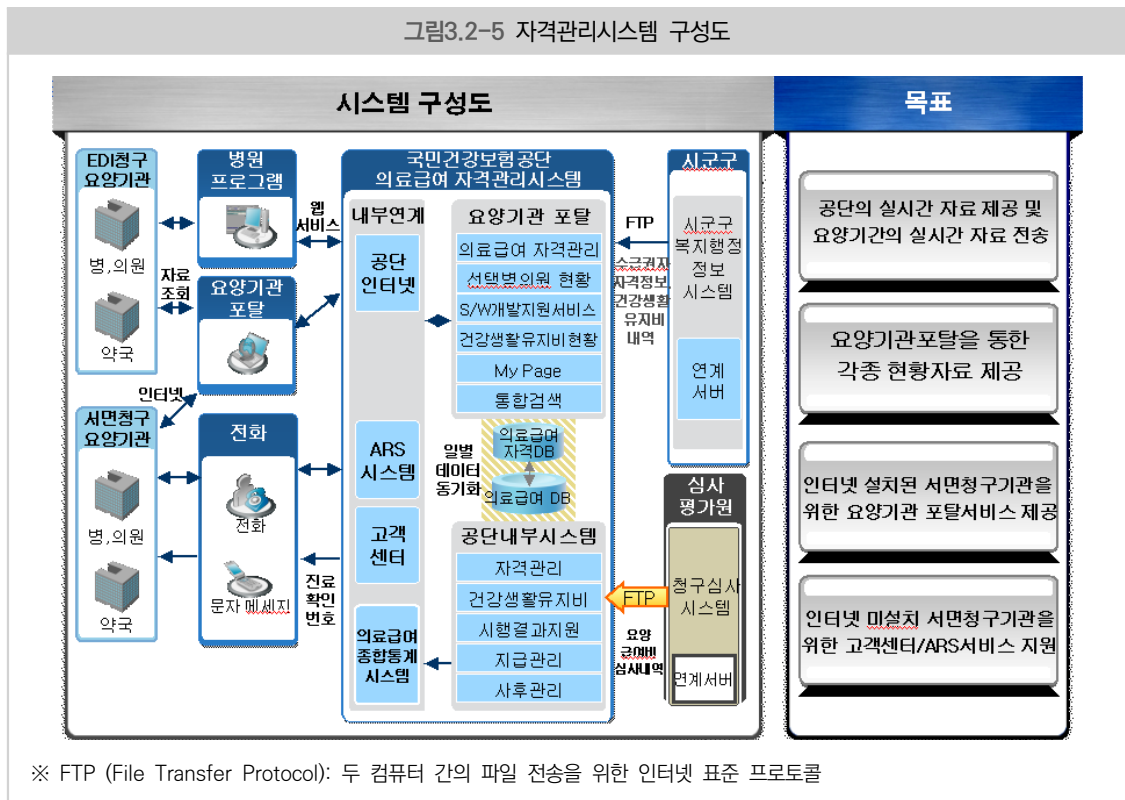 그림3.2-5 자격관리시스템 구성도
시스템 구성도
목표
EDI청구
요양기관
병,의원
약국
자료
조회
병원
프로그램
요양기관
포탈
웹
서비스
인터넷
서면청구
요양기관
병,의원
약국
전화
전화
문자 메세지
진료
확인
번호
국민건강보험공단
의료급여 자격관리시스템
내부연계
공단
인터넷
ARS
시스템
고객
센터
의료급여
종합통계
시스템
요양기관 포탈
의료급여 자격관리
선택병의원 현황
S/W개발지원서비스
건강생활유지비현황
My Page
통합검색
일별
데이터
동기화
의료급여
자격DB
의료급여 DB
공단내부시스템
자격관리
건강생활유지비
시행결과지원
지급관리
사후관리
FTP
수급권자
자격정보,
건강생활
유지비
내역
시군구
시군구
복지행정
정보
시스템
연계
서버
심사
평가원
청구심사
시스템
연계서버
FTP
요양
급여비
심사내역
공단의 실시간 자료 제공 및
요양기간의 실시간 자료 전송
요양기관포탈을 통한
각종 현황자료 제공
인터넷 설치된 서면청구기관을
위한 요양기관 포탈서비스 제공
인터넷 미설치 서면청구기관을
위한 고객센터/ARS서비스 지원
※ FTP (File Transfer Protocol): 두 컴퓨터 간의 파일 전송을 위한 인터넷 표준 프로토콜